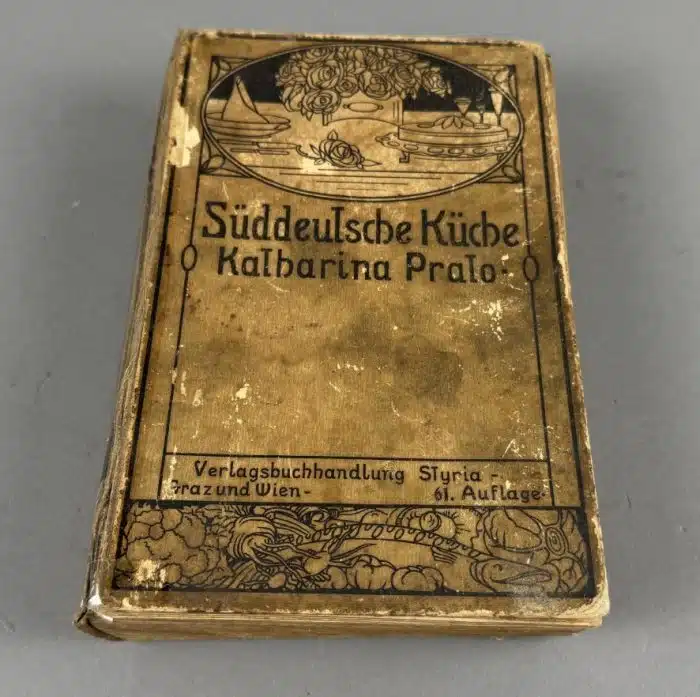 Süddeutsche Küche
Katharina Prato·
Verlagsbuchhandlung Styria -
Graz und Wien - 61. Auflage·